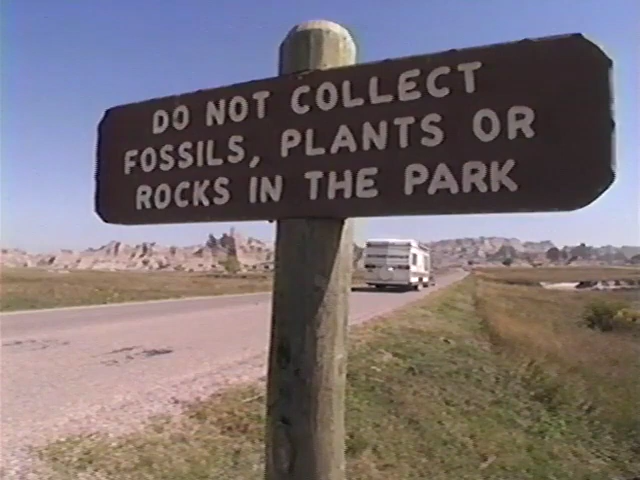 DO NOT COLLECT
FOSSILS, PLANTS OR
ROCKS IN THE PARK